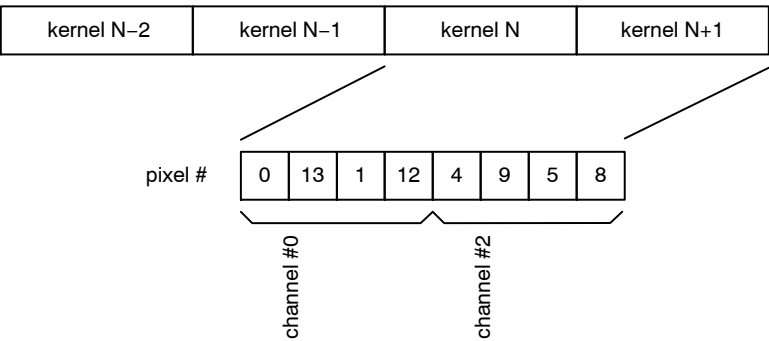 kernel N−2 kernel N−1 kernel N kernel N+1
pixel # 0 13 1 12 4 9 5 8
channel #0
channel #2